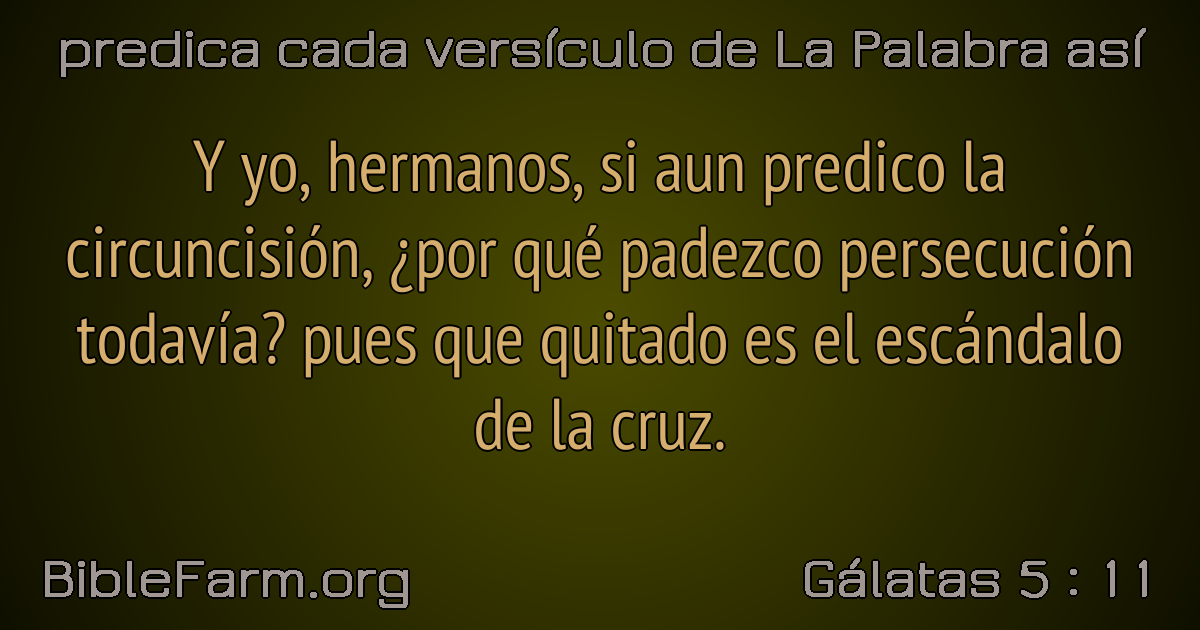 predica cada versículo de La Palabra así
Y yo, hermanos, si aun predico la
circuncisión, ¿por qué padezco persecución
todavía? pues que quitado es el escándalo
de la cruz.
BibleFarm.org
Gálatas 5 : 11